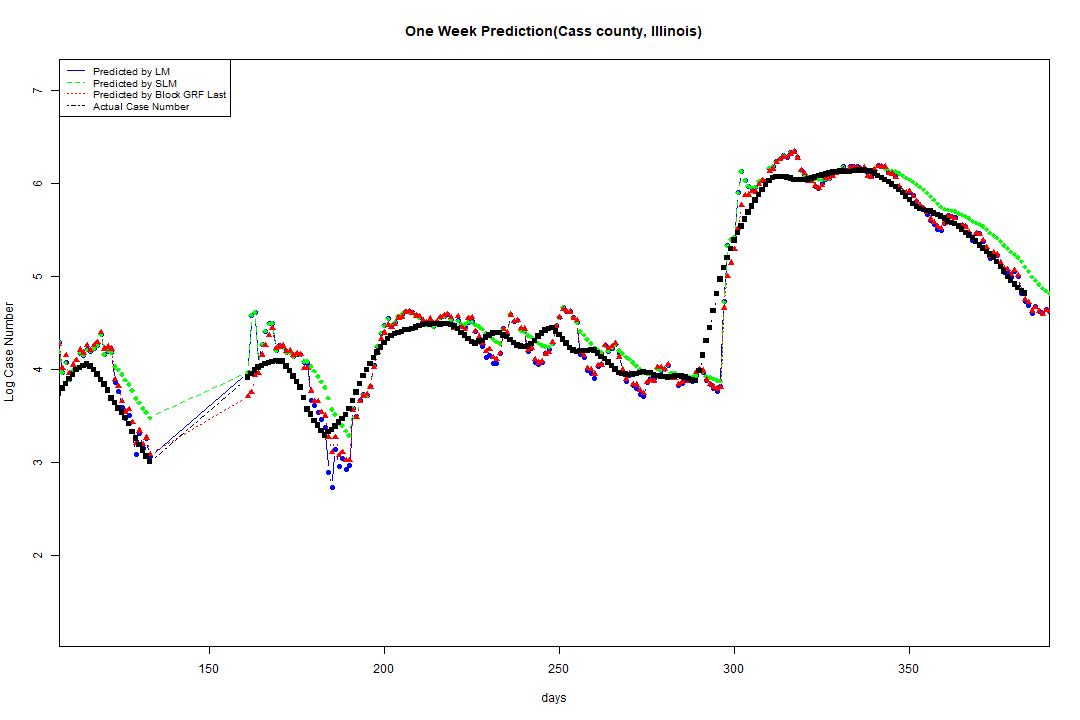 One Week Prediction(Cass county, Illinois)
Predicted by LM
Predicted by SLM
Predicted by Block GRF Last
Actual Case Number
7
6
5
4
3
2
Log Case Number
150
200
250
300
350
days